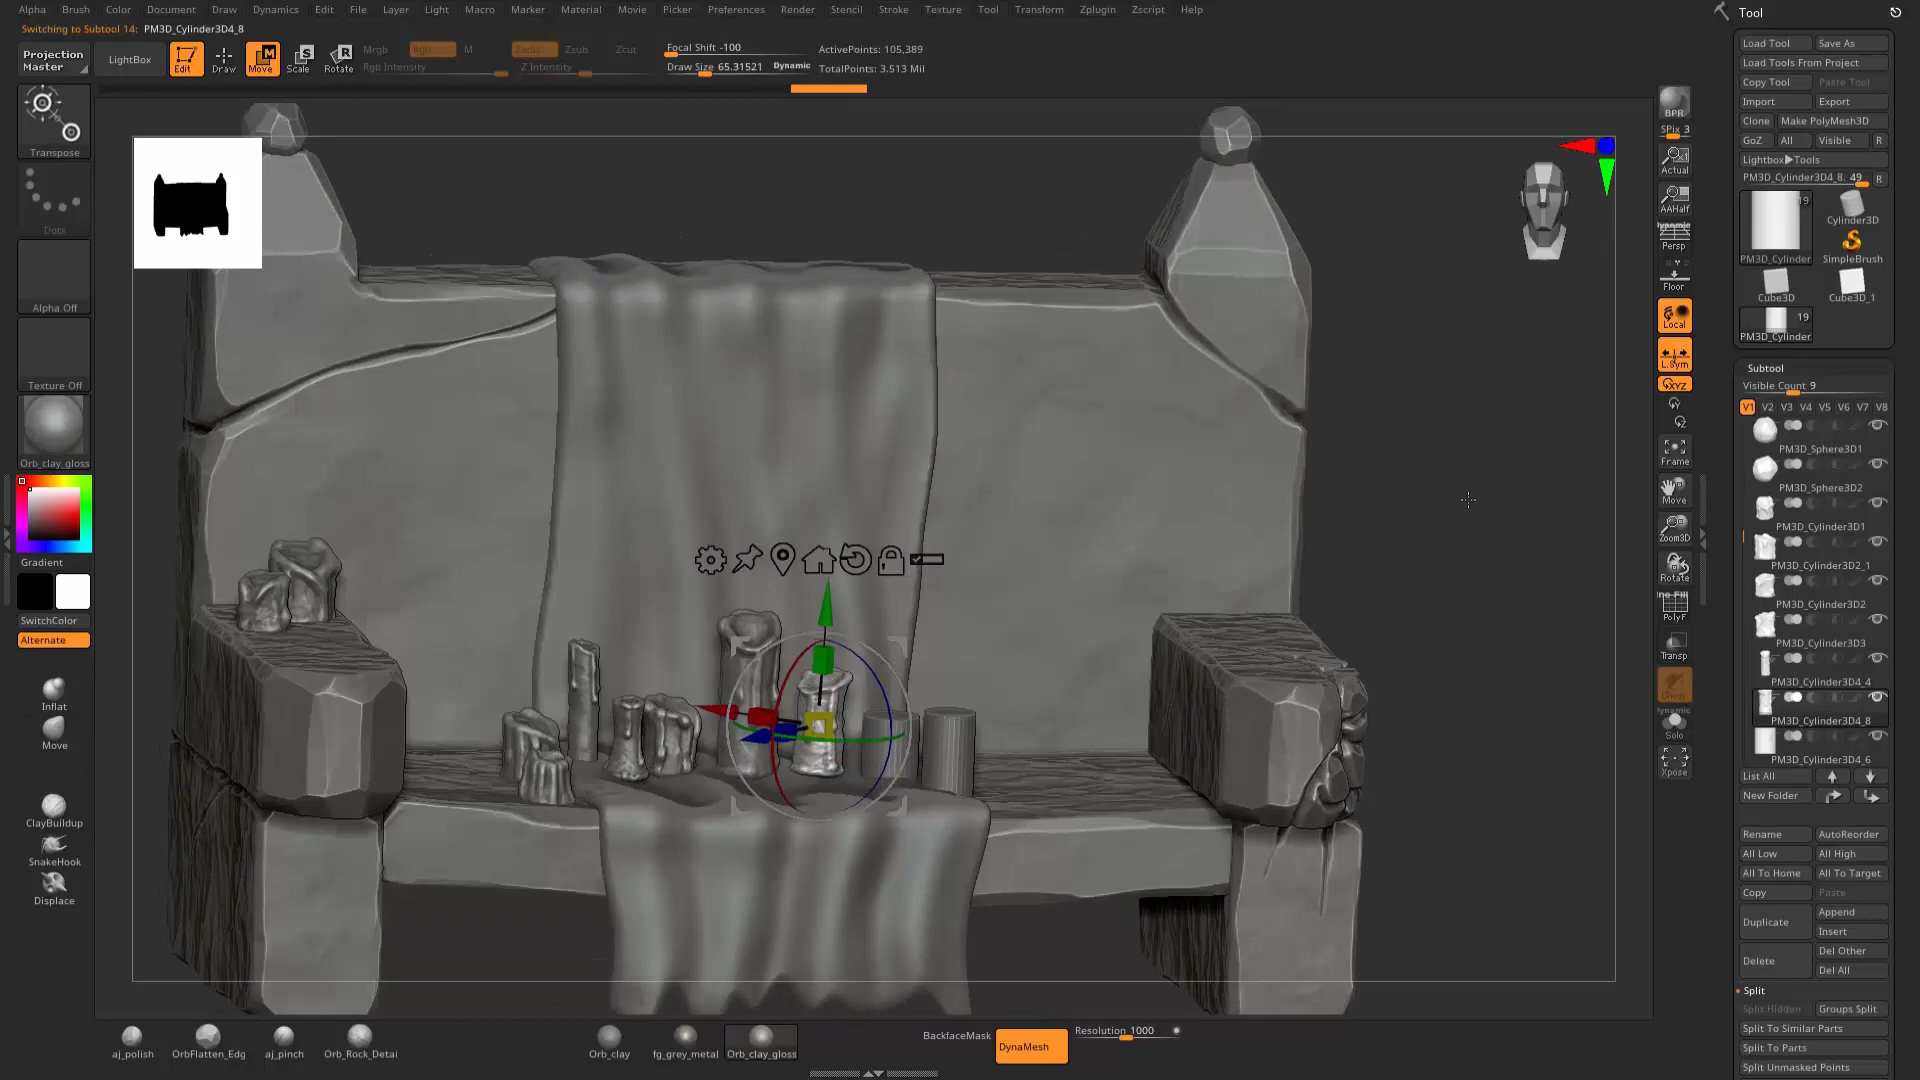 Alpha Brush Color Document Draw Dynamics Edit File Layer Light Macro Marker Material Movie Picker Preferences Render Stencil Stroke Texture Tool Transform Zplugin Zscript Help
Switching to Subtool 14: PM3D_Cylinder3D4_8
Projection Master
LightBox
Edit
Draw
Move
Scale
Rotate
Mrgb
Rgb
M
Rgb Intensity
Zadd
Zsub
Zcut
Z Intensity
Focal Shift -100
Draw Size 65.31521
Dynamic
ActivePoints: 105,389
TotalPoints: 3.513 Mil
Transpose
Dots
Alpha Off
Texture Off
Orb_clay_gloss
Gradient
SwitchColor
Alternate
Inflat
Move
ClayBuildup
SnakeHook
Displace
BPR
SPix 3
Actual
AAHalf
Dynamic
Persp
Floor
Local
L.Sym
XYZ
Frame
Move
Zoom3D
Rotate
PolyF
Transp
Ghost
Dynamic
Solo
Xpose
Tool
Load Tool
Save As
Load Tools From Project
Copy Tool
Paste Tool
Import
Export
Clone
Make PolyMesh3D
GoZ
All
Visible
R
Lightbox▶Tools
PM3D_Cylinder3D4_8. 49
R
19
PM3D_Cylinder
Cylinder3D
SimpleBrush
Cube3D
Cube3D_1
19
PM3D_Cylinder
Subtool
Visible Count 9
V1 V2 V3 V4 V5 V6 V7 V8
PM3D_Sphere3D1
PM3D_Sphere3D2
PM3D_Cylinder3D1
PM3D_Cylinder3D2_1
PM3D_Cylinder3D2
PM3D_Cylinder3D3
PM3D_Cylinder3D4_4
PM3D_Cylinder3D4_8
PM3D_Cylinder3D4_6
List All
New Folder
Rename
AutoReorder
All Low
All High
All To Home
All To Target
Copy
Paste
Duplicate
Append
Insert
Delete
Del Other
Del All
Split
Split Hidden
Groups Split
Split To Similar Parts
Split To Parts
Split Unmasked Points
aj_polish
OrbFlatten_Edg
aj_pinch
Orb_Rock_Detai
Orb_clay
fg_grey_metal
Orb_clay_gloss
BackfaceMask
DynaMesh
Resolution 1000